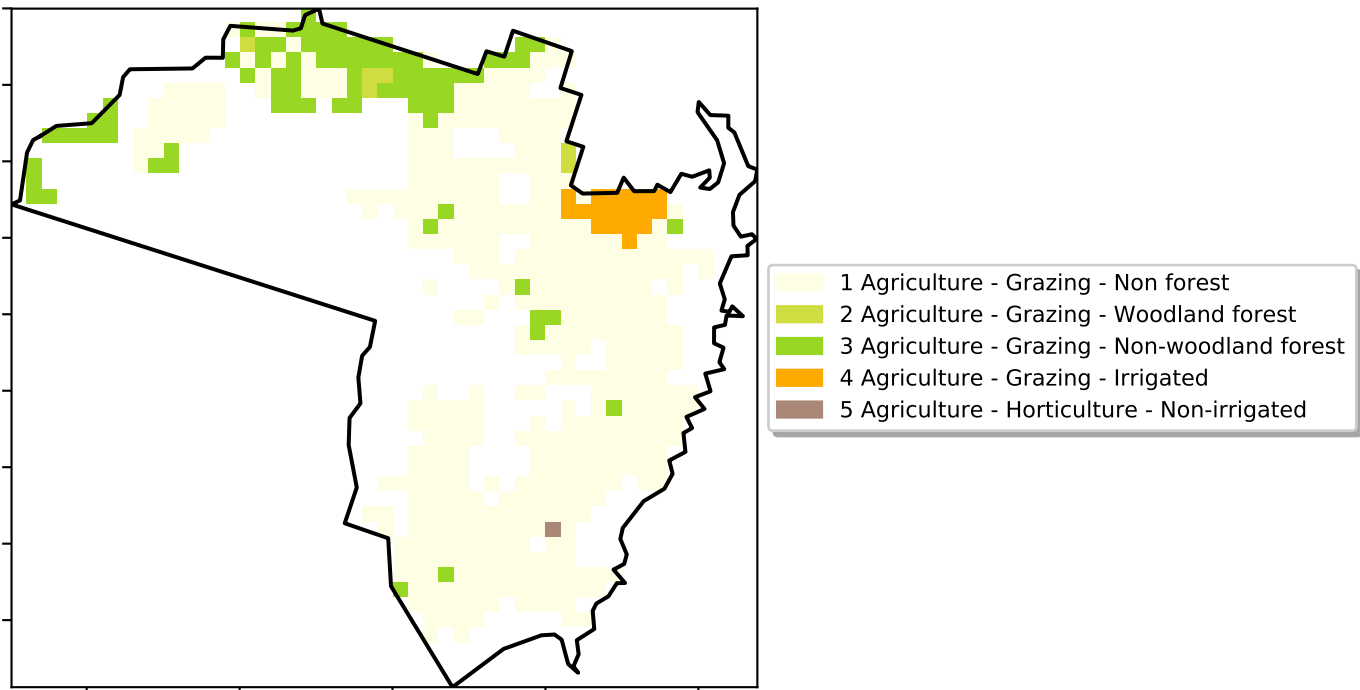 1 Agriculture - Grazing - Non forest
2 Agriculture - Grazing - Woodland forest
3 Agriculture - Grazing - Non-woodland forest
4 Agriculture - Grazing - Irrigated
5 Agriculture - Horticulture - Non-irrigated